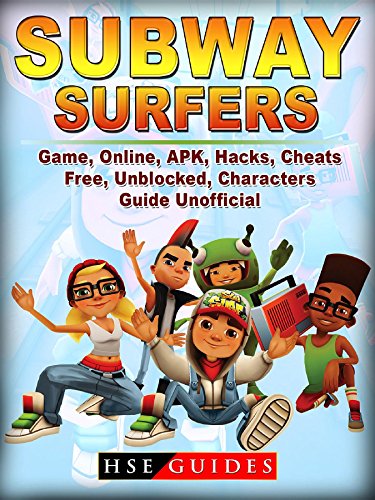 SUBWAY
SURFERS
Game, Online, APK, Hacks, Cheats
Free, Unblocked, Characters
Guide Unofficial
HSE GUIDES